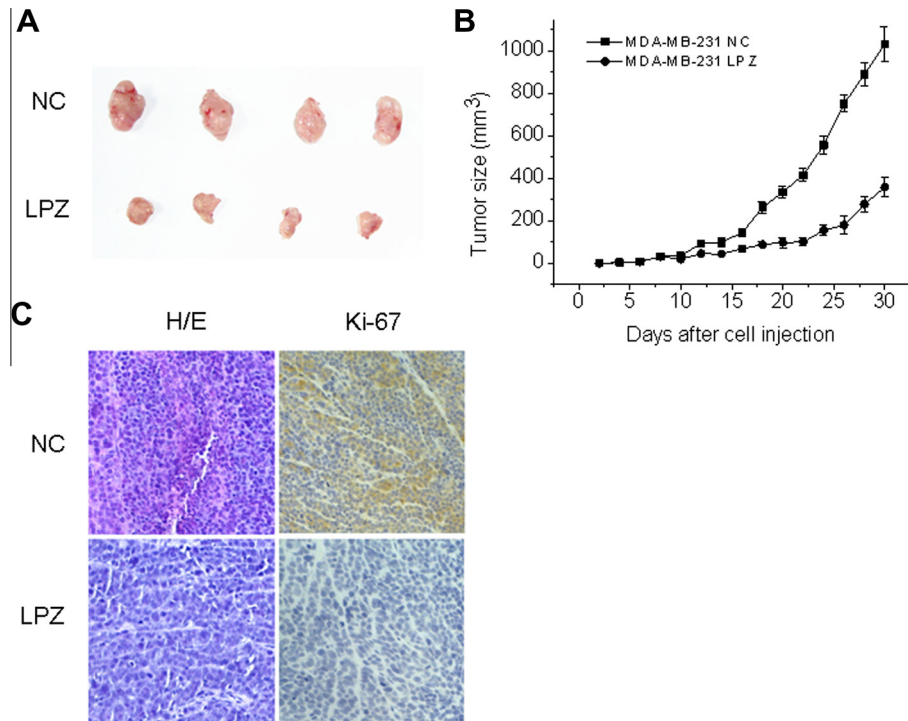 A
NC
LPZ
B
MDA-MB-231 NC
MDA-MB-231 LPZ
Tumor size (mm³)
1000
800
600
400
200
0
0 5 10 15 20 25 30
Days after cell injection
C
H/E Ki-67
NC
LPZ